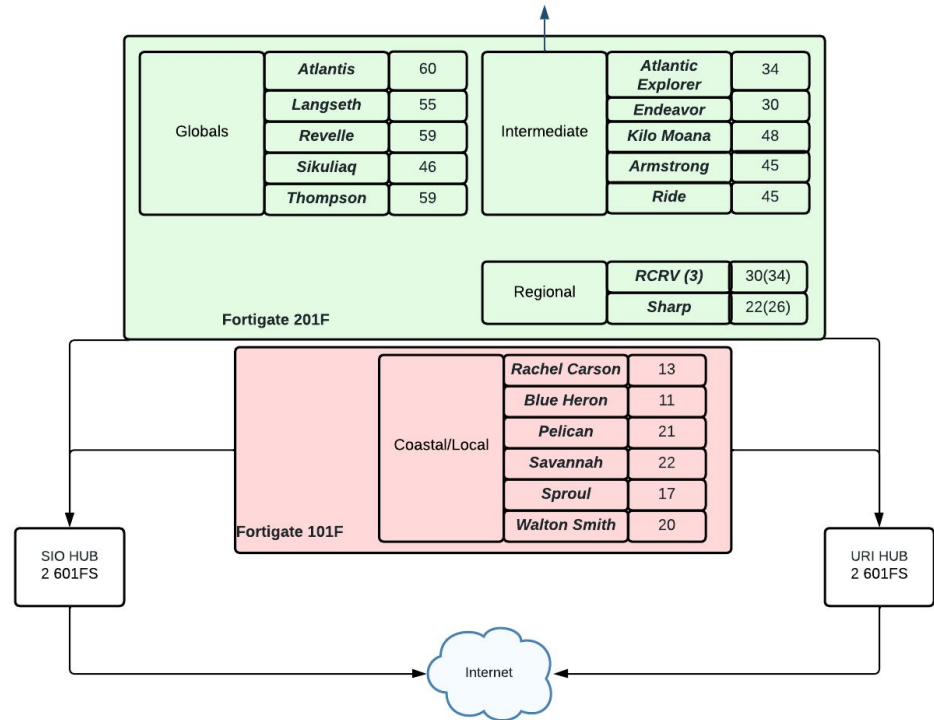 Globals
Atlantis 60
Langseth 55
Revelle 59
Sikuliaq 46
Thompson 59
Intermediate
Atlantic
Explorer
34
Endeavor 30
Kilo Moana 48
Armstrong 45
Ride 45
Regional
RCRV (3) 30(34)
Sharp 22(26)
Fortigate 201F
Coastal/Local
Rachel Carson 13
Blue Heron 11
Pelican 21
Savannah 22
Sproul 17
Walton Smith 20
Fortigate 101F
SIO HUB
2 601FS
URI HUB
2 601FS
Internet